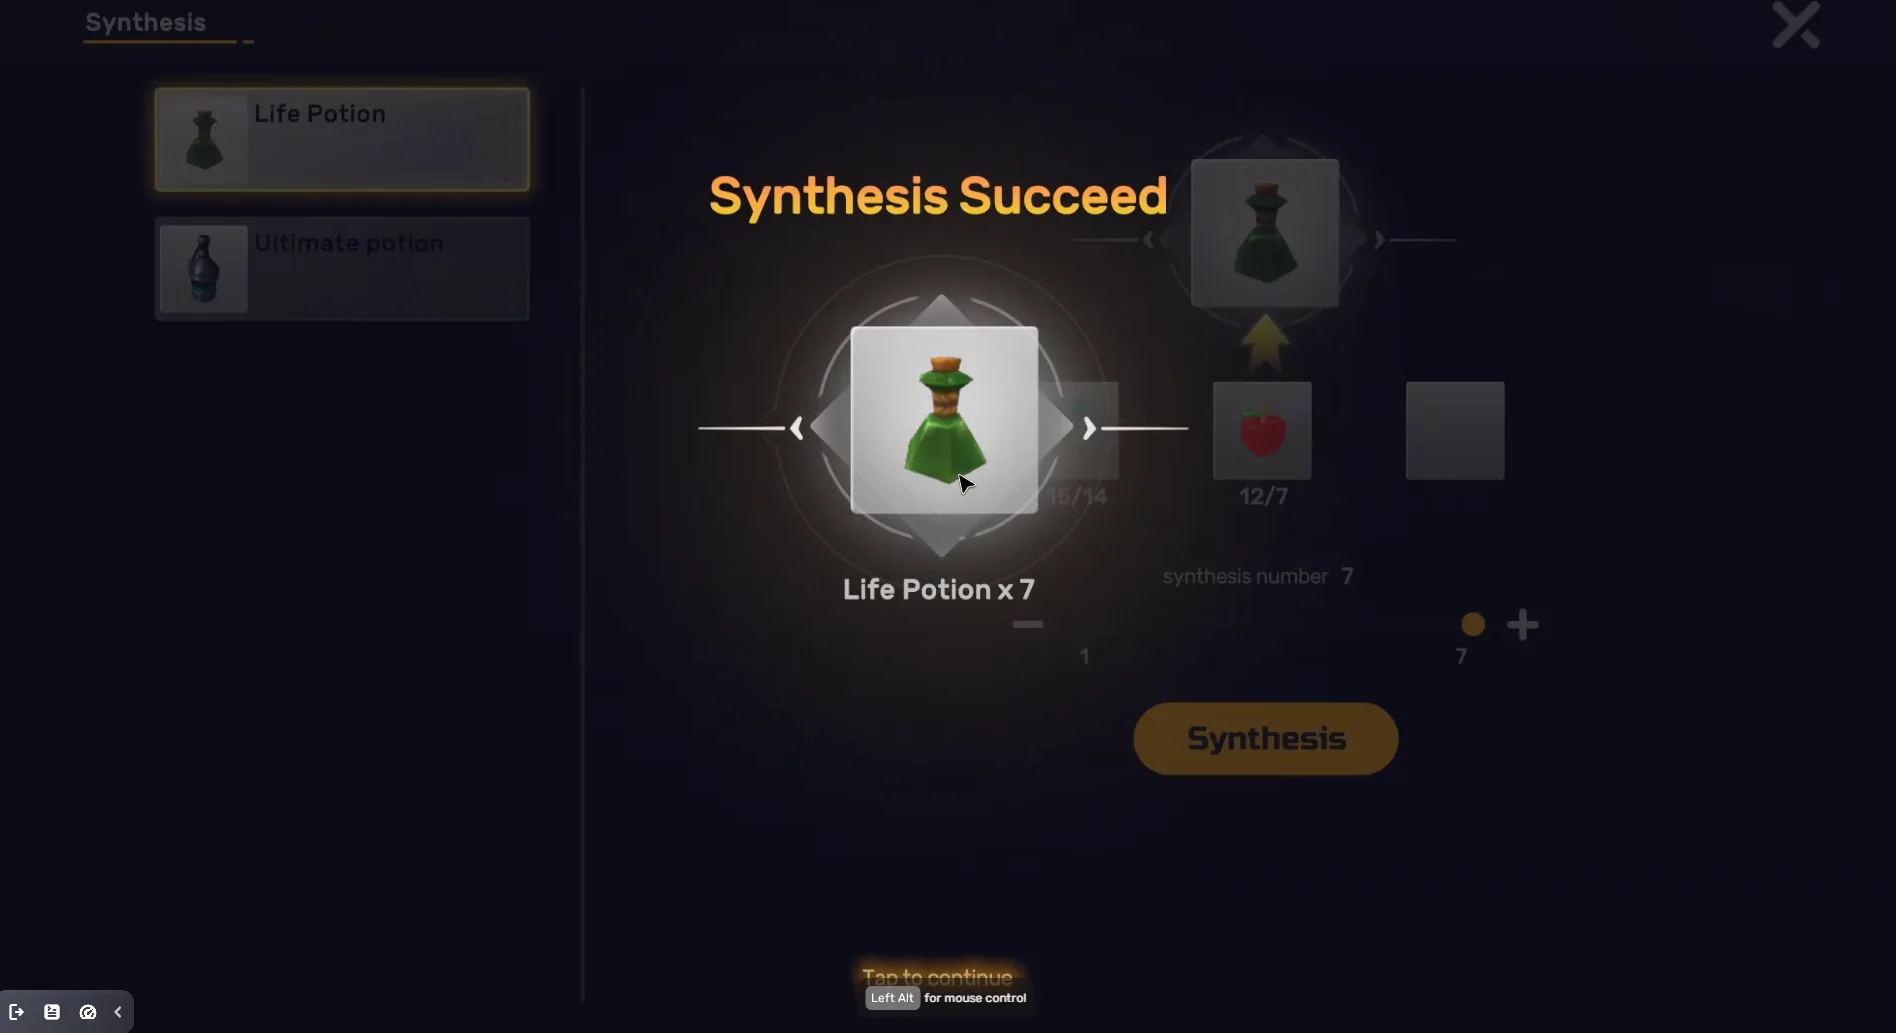 Synthesis
Life Potion
Ultimate potion
Synthesis Succeed
15/14
12/7
Life Potion x 7
synthesis number 7
1
7
Synthesis
Tap to continue
Left Alt for mouse control